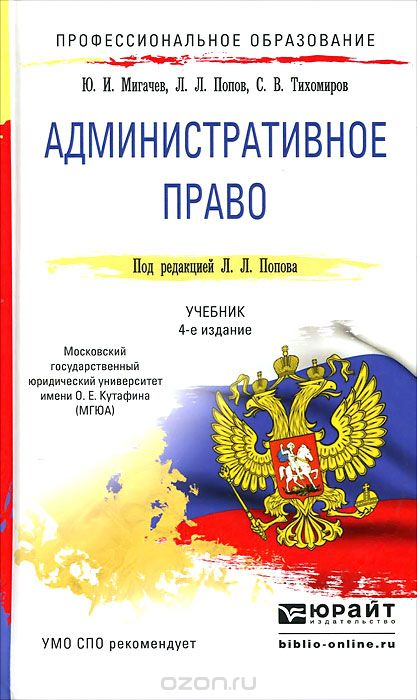 ПРОФЕССИОНАЛЬНОЕ ОБРАЗОВАНИЕ
Ю. И. Мигачев, Л. Л. Попов, С. В. Тихомиров
АДМИНИСТРАТИВНОЕ
ПРАВО
Под редакцией Л. Л. Попова
УЧЕБНИК
4-е издание
Московский
государственный
юридический университет
имени О. Е. Кутафина
(МГЮА)
УМО СПО рекомендует
юрайт
издательство
biblio-online.ru
ozon.ru